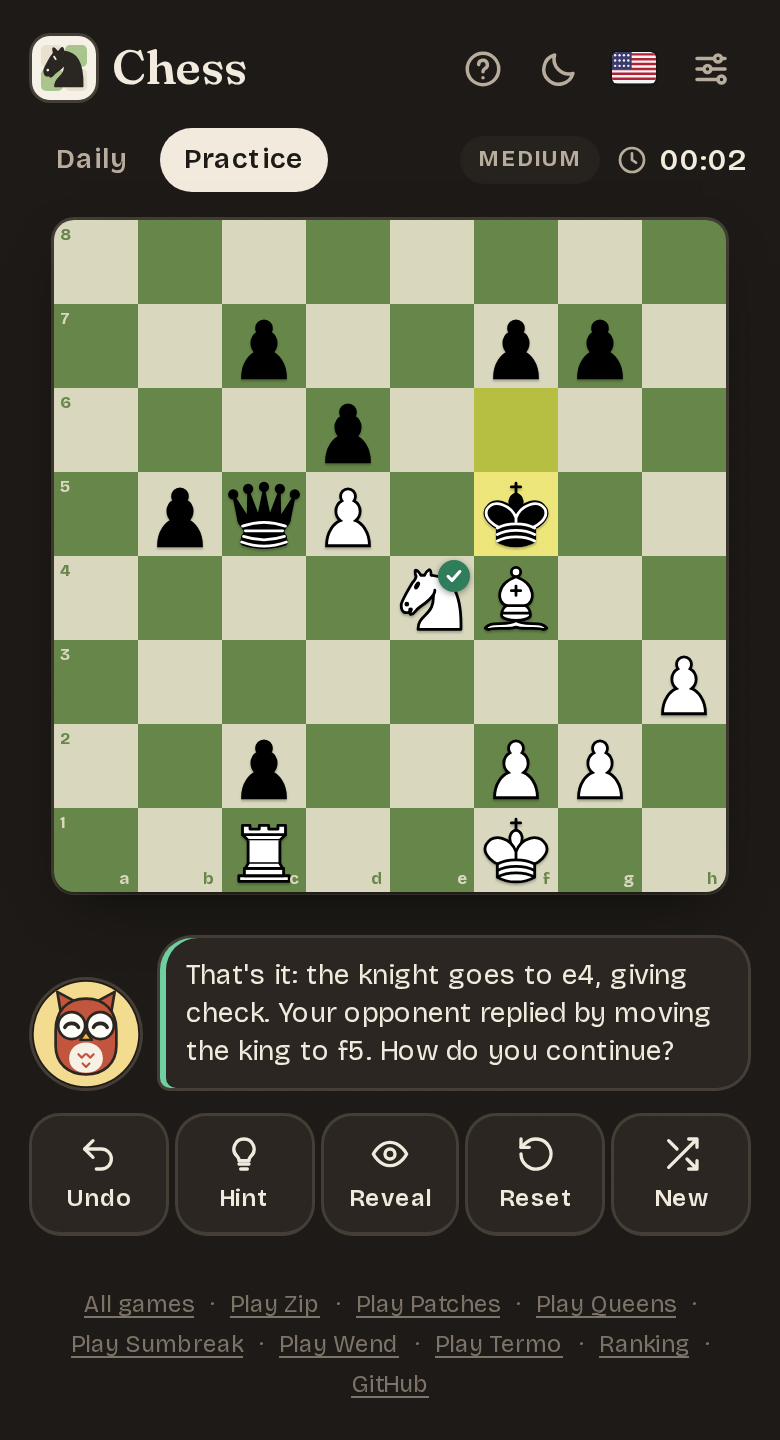 Chess
Daily
Practice
MEDIUM
00:02
8
7
6
5
4
3
2
1
a
b
c
d
e
f
g
h
That's it: the knight goes to e4, giving
check. Your opponent replied by moving
the king to f5. How do you continue?
Undo
Hint
Reveal
Reset
New
All games · Play Zip · Play Patches · Play Queens ·
Play Sumbreak · Play Wend · Play Termo · Ranking ·
GitHub